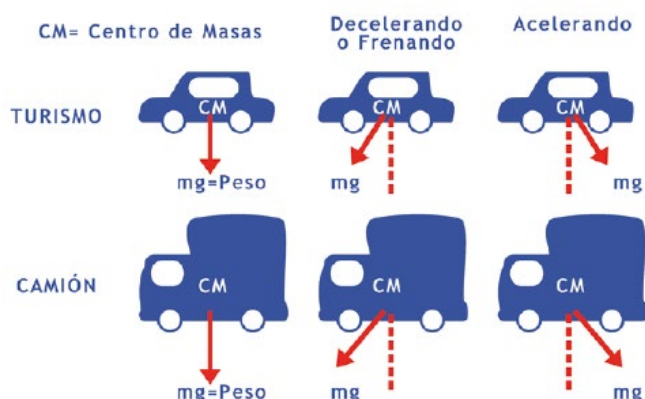 CM= Centro de Masas
Decelerando
o Frenando
Acelerando
TURISMO
CM
CM
CM
mg=Peso
mg
mg
CAMIÓN
CM
CM
CM
mg=Peso
mg
mg